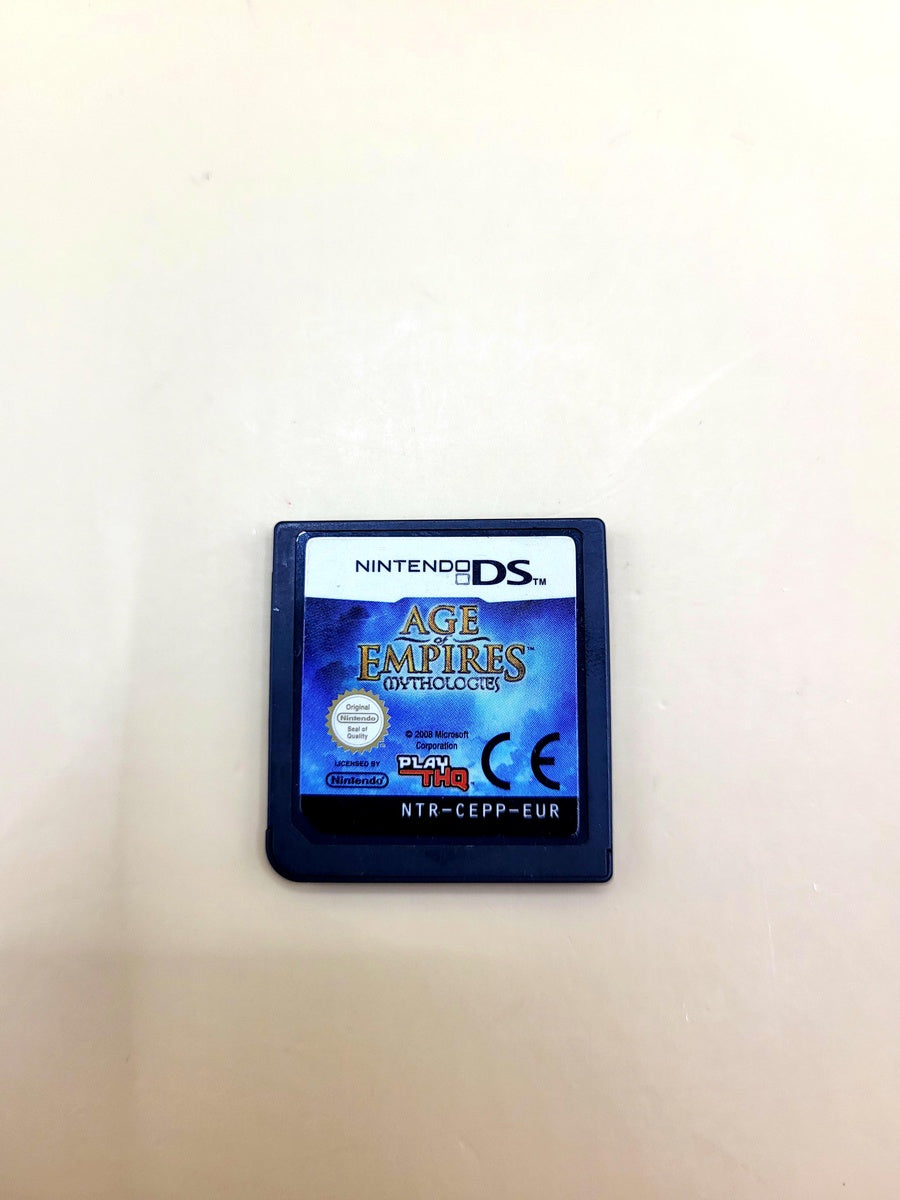 NINTENDO DS™
AGE
of
EMPIRES™
MYTHOLOGIES
Original
Nintendo
Seal of
Quality
LICENSED BY
Nintendo
© 2008 Microsoft
Corporation
PLAY
THQ
CE
NTR-CEPP-EUR